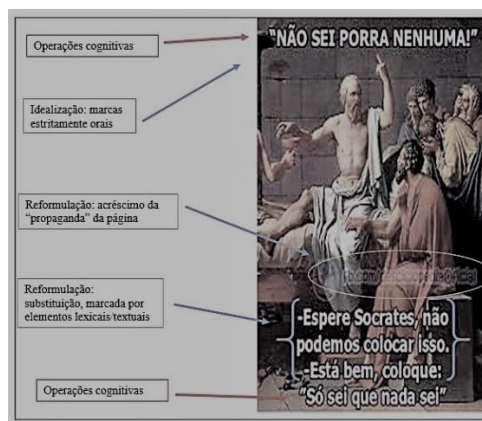 Operações cognitivas
"NÃO SEI PORRA NENHUMA!"
Idealização: marcas
estritamente orais
Reformulação: acréscimo da
"propaganda" da página
Reformulação:
substituição, marcada por
elementos lexicais/textuais
-Espere Socrates, não
podemos colocar isso.
-Está bem, coloque:
"Só sei que nada sei"
Operações cognitivas